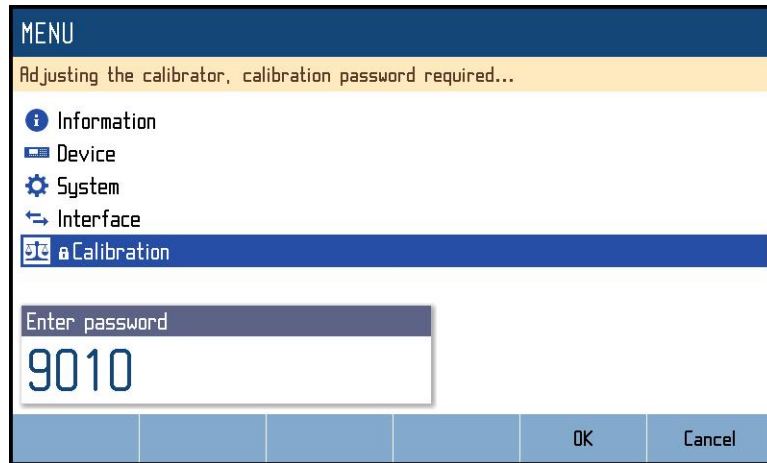 MENU
Adjusting the calibrator, calibration password required...
Information
Device
System
Interface
Calibration
Enter password
9010
OK Cancel